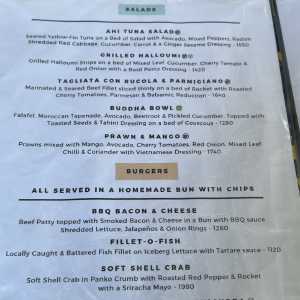 SALADS
AHI TUNA SALAD
Seared Yellow-Fin Tuna on a Bed of Salad with Avocado, Mixed Peppers, Radish,
Shredded Red Cabbage, Cucumber, Carrot & a Ginger Sesame Dressing - 1950
GRILLED HALLOUMI
Grilled Halloumi Strips on a Bed of Mixed Leaf, Cucumber, Cherry Tomato &
Red Onion with a Basil Pesto Dressing - 1420
TAGLIATA CON RUCOLA & PARMIGIANO
Marinated & Seared Beef Fillet sliced thinly on a bed of Rocket with Roasted
Cherry Tomatoes, Parmesan & Balsamic Reduction - 1640
BUDDHA BOWL
Falafel, Moroccan Tapenade, Avocado, Beetroot & Pickled Cucumber, Topped with
Toasted Seeds & Tahini Dressing on a Bed of Couscous - 1280
PRAWN & MANGO
Prawns mixed with Mango, Avocado, Cherry Tomatoes, Red Onion, Mixed Leaf
Chilli & Coriander with Vietnamese Dressing - 1740
BURGERS
ALL SERVED IN A HOMEMADE BUN WITH CHIPS
BBQ BACON & CHEESE
Beef Patty topped with Smoked Bacon & Cheese in a Bun with BBQ sauce
Shredded Lettuce, Jalapeños & Onion Rings - 1260
FILLET-O-FISH
Locally Caught & Battered Fish Fillet on Iceberg Lettuce with Tartare sauce - 1120
SOFT SHELL CRAB
Soft Shell Crab in Panko Crumb with Roasted Red Pepper & Rocket
with a Sriracha Mayo - 1980